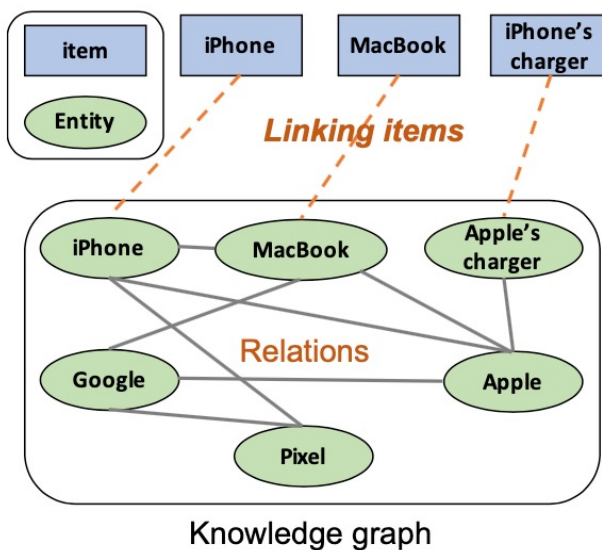 item
iPhone
MacBook
iPhone's
charger
Entity
Linking items
iPhone
MacBook
Apple's
charger
Relations
Google
Apple
Pixel
Knowledge graph